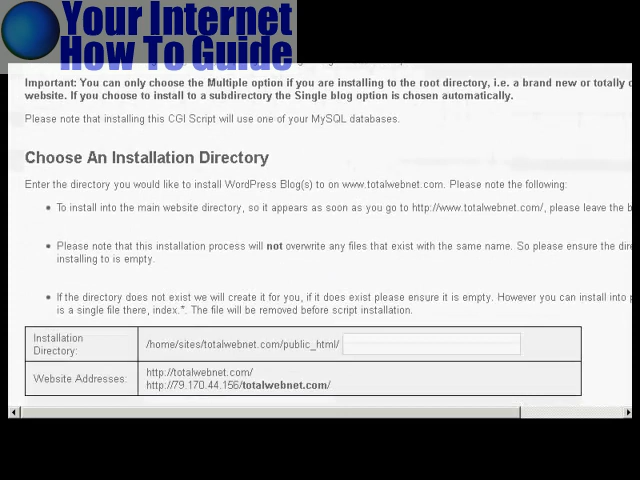 Your Internet
How To Guide
Important: You can only choose the Multiple option if you are installing to the root directory, i.e. a brand new or totally
website. If you choose to install to a subdirectory the Single blog option is chosen automatically.
Please note that installing this CGI Script will use one of your MySQL databases.
Choose An Installation Directory
Enter the directory you would like to install WordPress Blog(s) to on www.totalwebnet.com. Please note the following:
• To install into the main website directory, so it appears as soon as you go to http://www.totalwebnet.com/, please leave the
• Please note that this installation process will not overwrite any files that exist with the same name. So please ensure the
installing to is empty.
• If the directory does not exist we will create it for you, if it does exist please ensure it is empty. However you can install into
is a single file there, index.*. The file will be removed before script installation.
Installation
Directory:
/home/sites/totalwebnet.com/public_html/
Website Addresses:
http://totalwebnet.com/
http://79.170.44.156/totalwebnet.com/